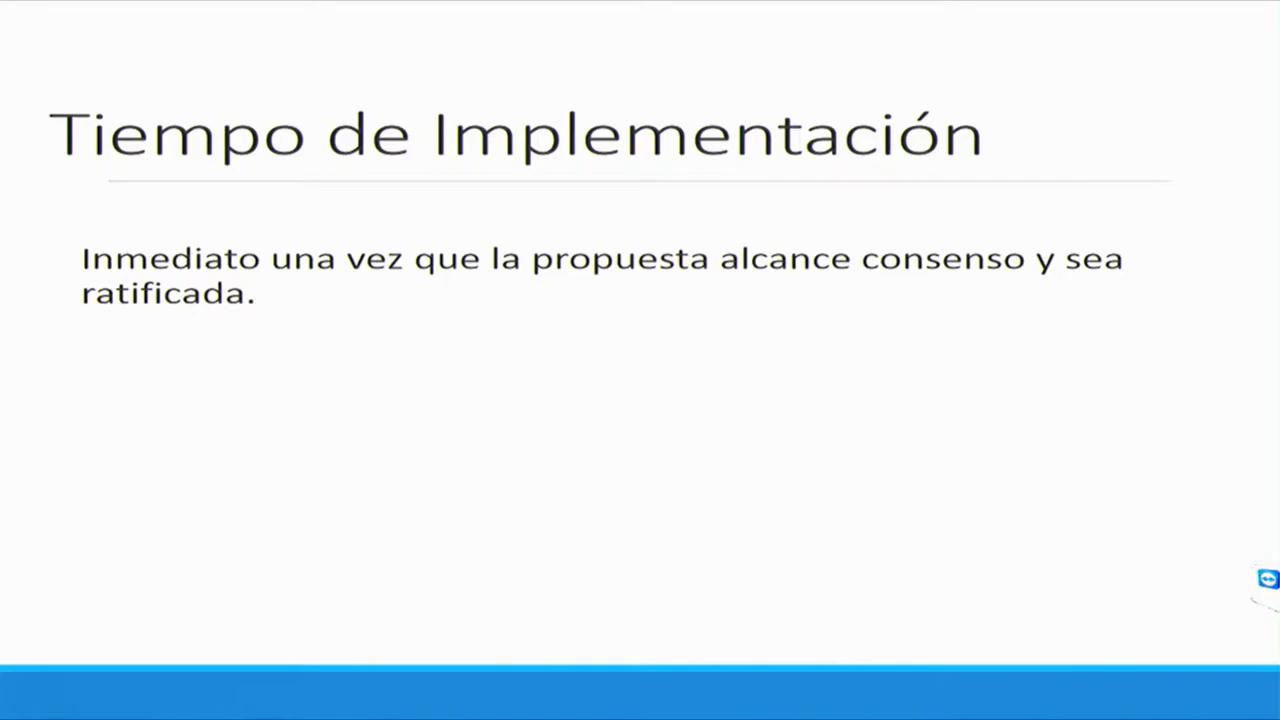 Tiempo de Implementación
Inmediato una vez que la propuesta alcance consenso y sea
ratificada.